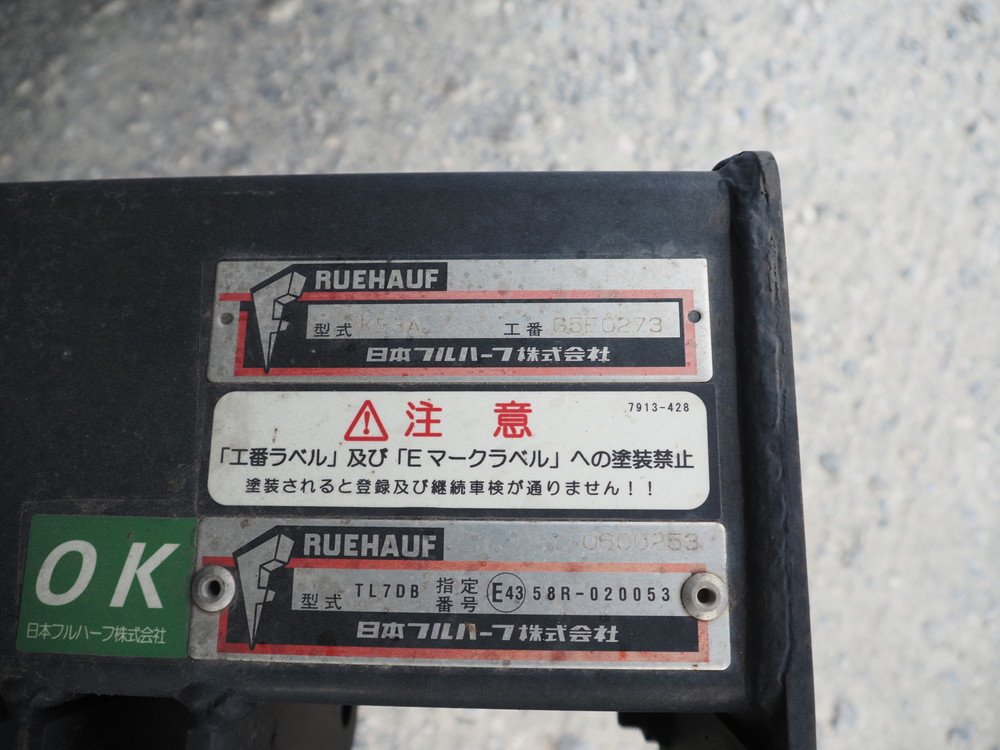 FRUEHAUF
型式 工番 G5F0273
日本フルハーフ株式会社
注意 7913-428
「工番ラベル」及び「Eマークラベル」への塗装禁止
塗装されると登録及び継続車検が通りません!!
FRUEHAUF 0600253
型式 TL7DB 指定番号 E43 58R-020053
日本フルハーフ株式会社
OK
日本フルハーフ株式会社